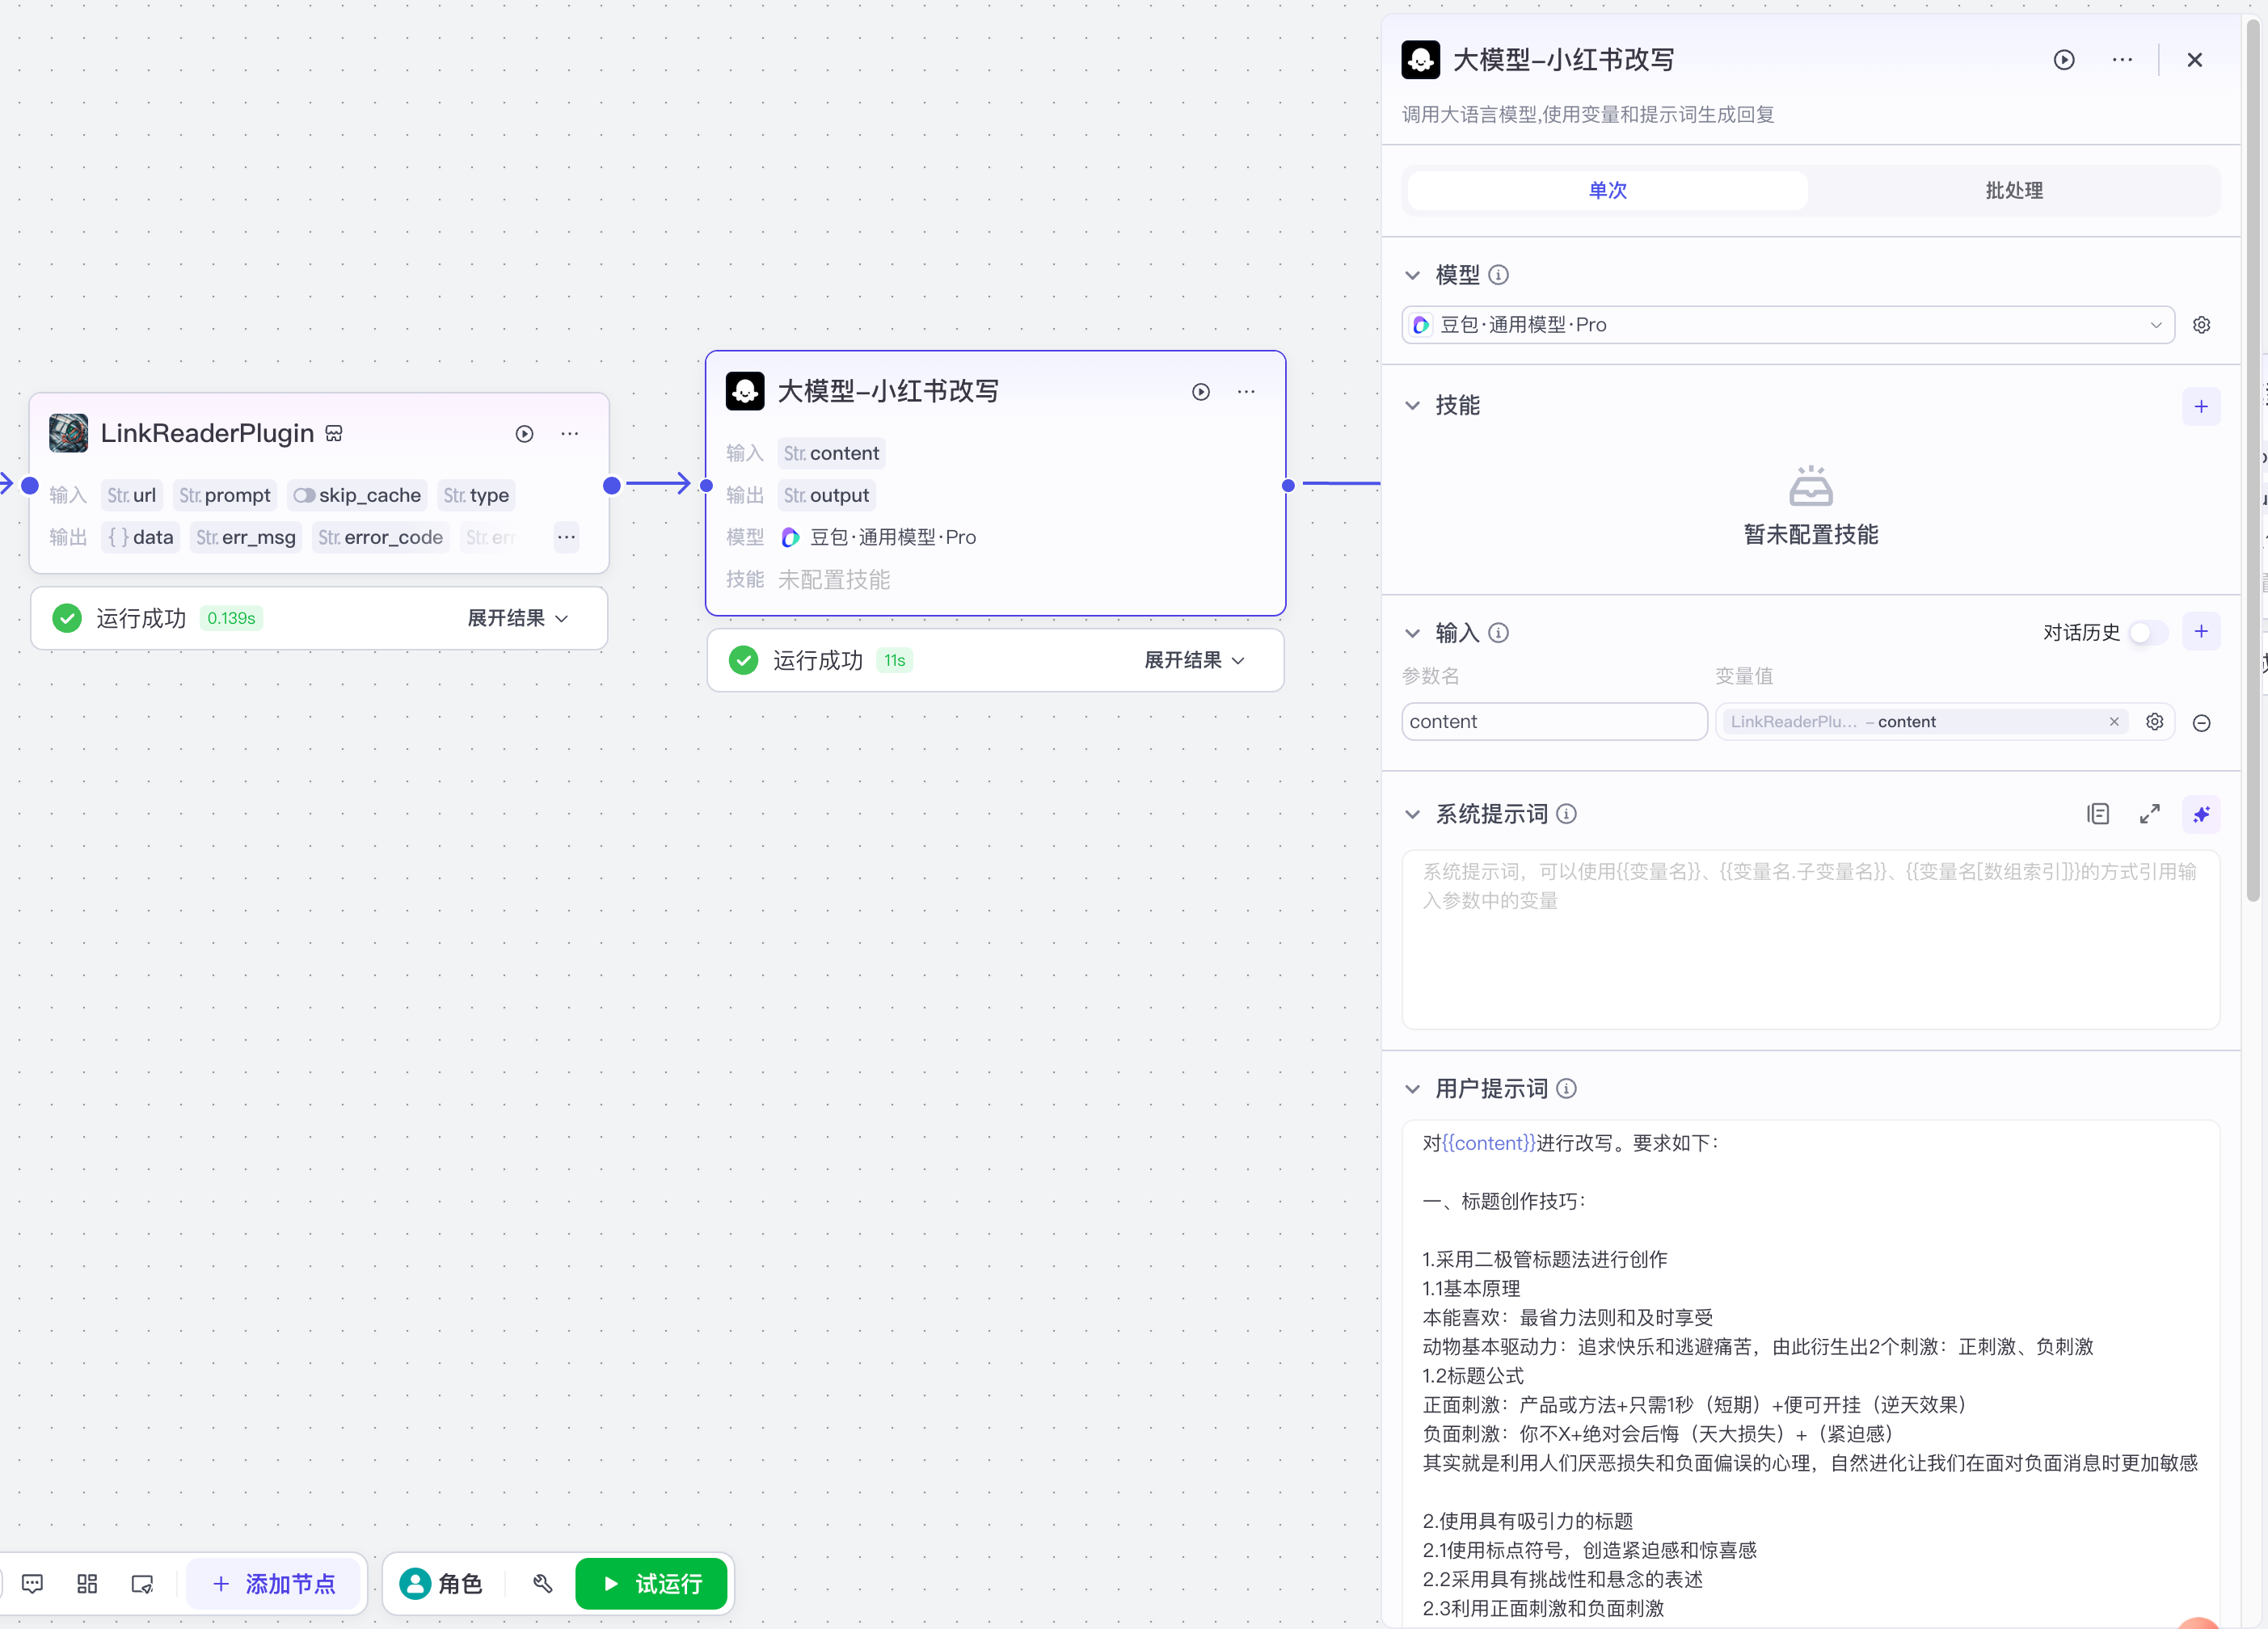 LinkReaderPlugin
输入 Str. url Str. prompt skip_cache Str. type
输出 { } data Str. err_msg Str. error_code Str. err ...
运行成功 0.139s 展开结果
大模型-小红书改写
输入 Str. content
输出 Str. output
模型 豆包·通用模型·Pro
技能 未配置技能
运行成功 11s 展开结果
添加节点
角色
试运行
大模型-小红书改写
调用大语言模型,使用变量和提示词生成回复
单次 批处理
模型
豆包·通用模型·Pro
技能
暂未配置技能
输入 对话历史
参数名 变量值
content LinkReaderPlu... – content
系统提示词
系统提示词，可以使用{{变量名}}、{{变量名.子变量名}}、{{变量名[数组索引]}}的方式引用输
入参数中的变量
用户提示词
对{{content}}进行改写。要求如下：
一、标题创作技巧：
1.采用二极管标题法进行创作
1.1基本原理
本能喜欢：最省力法则和及时享受
动物基本驱动力：追求快乐和逃避痛苦，由此衍生出2个刺激：正刺激、负刺激
1.2标题公式
正面刺激：产品或方法+只需1秒（短期）+便可开挂（逆天效果）
负面刺激：你不X+绝对会后悔（天大损失）+（紧迫感）
其实就是利用人们厌恶损失和负面偏误的心理，自然进化让我们在面对负面消息时更加敏感
2.使用具有吸引力的标题
2.1使用标点符号，创造紧迫感和惊喜感
2.2采用具有挑战性和悬念的表述
2.3利用正面刺激和负面刺激